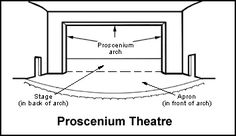 Proscenium
arch
Stage
(in back of arch)
Apron
(in front of arch)
Proscenium Theatre